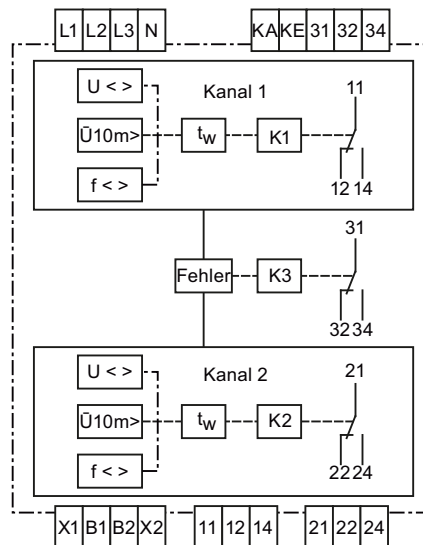 L1 L2 L3 N KA KE 31 32 34
U < >
Kanal 1
11
Ū10m>
tw
K1
f < >
12 14
31
Fehler
K3
32 34
U < >
Kanal 2
21
Ū10m>
tw
K2
f < >
22 24
X1 B1 B2 X2 11 12 14 21 22 24